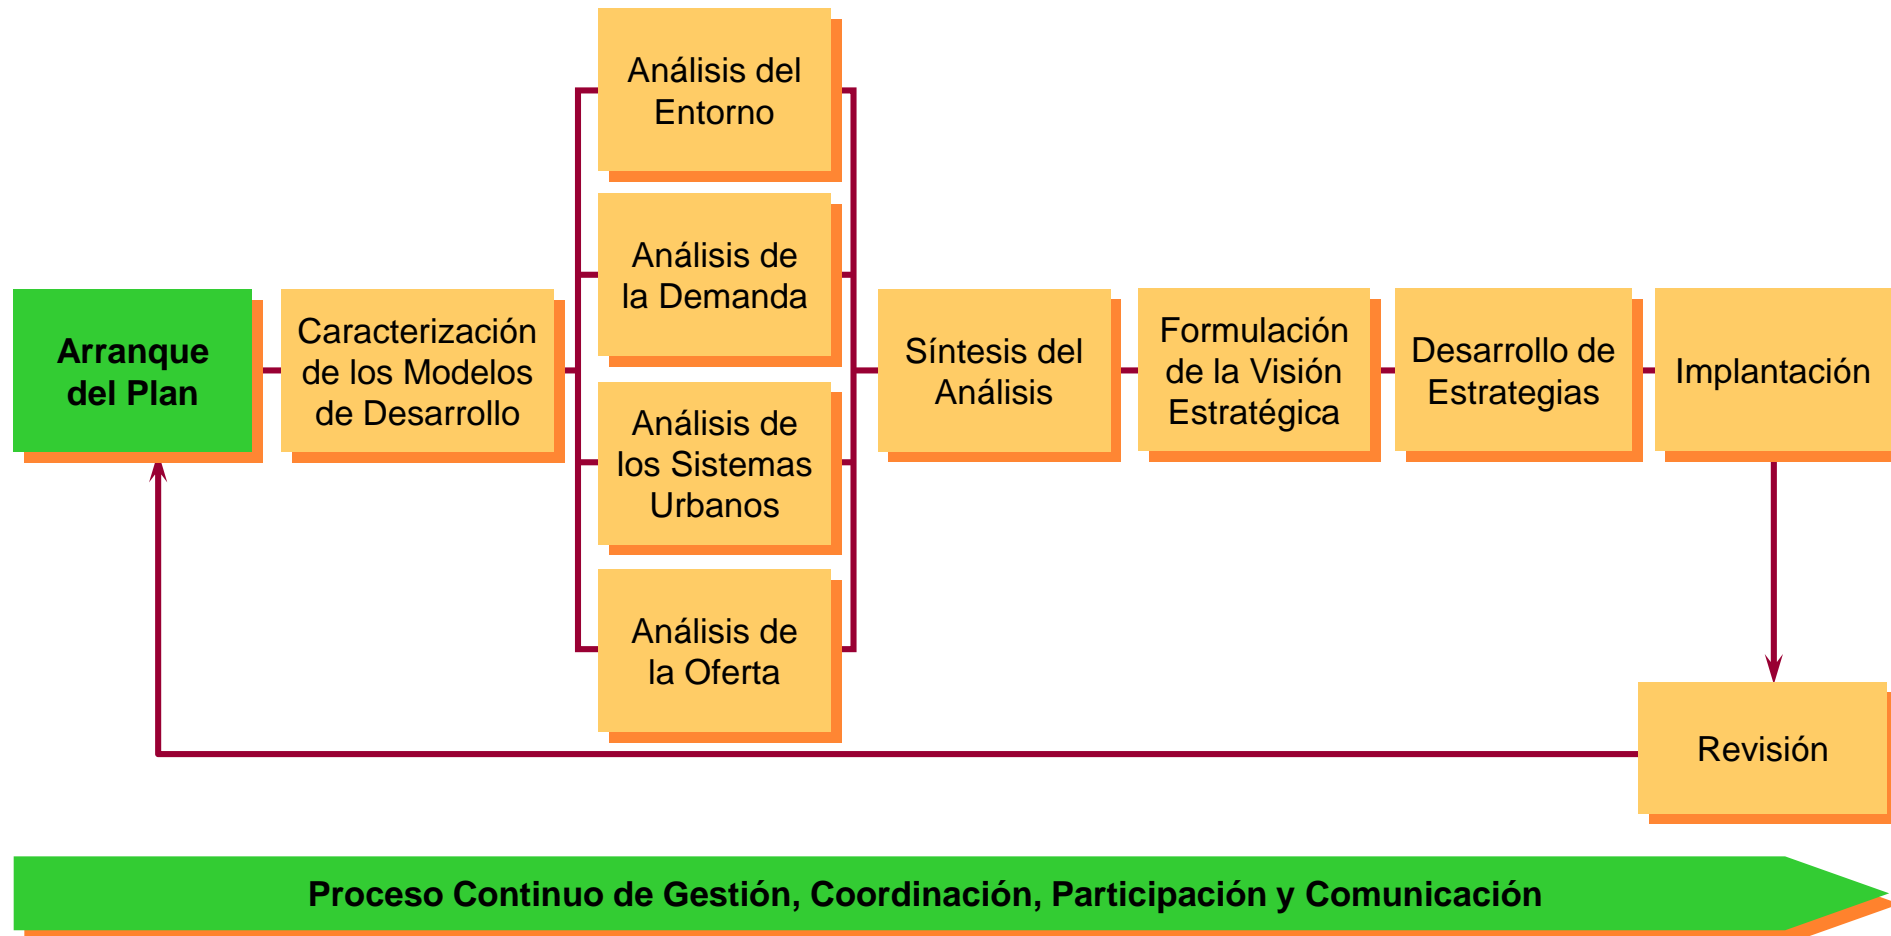 Arranque
del Plan
Caracterización
de los Modelos
de Desarrollo
Análisis del
Entorno
Análisis de
la Demanda
Análisis de
los Sistemas
Urbanos
Análisis de
la Oferta
Síntesis del
Análisis
Formulación
de la Visión
Estratégica
Desarrollo de
Estrategias
Implantación
Revisión
Proceso Continuo de Gestión, Coordinación, Participación y Comunicación